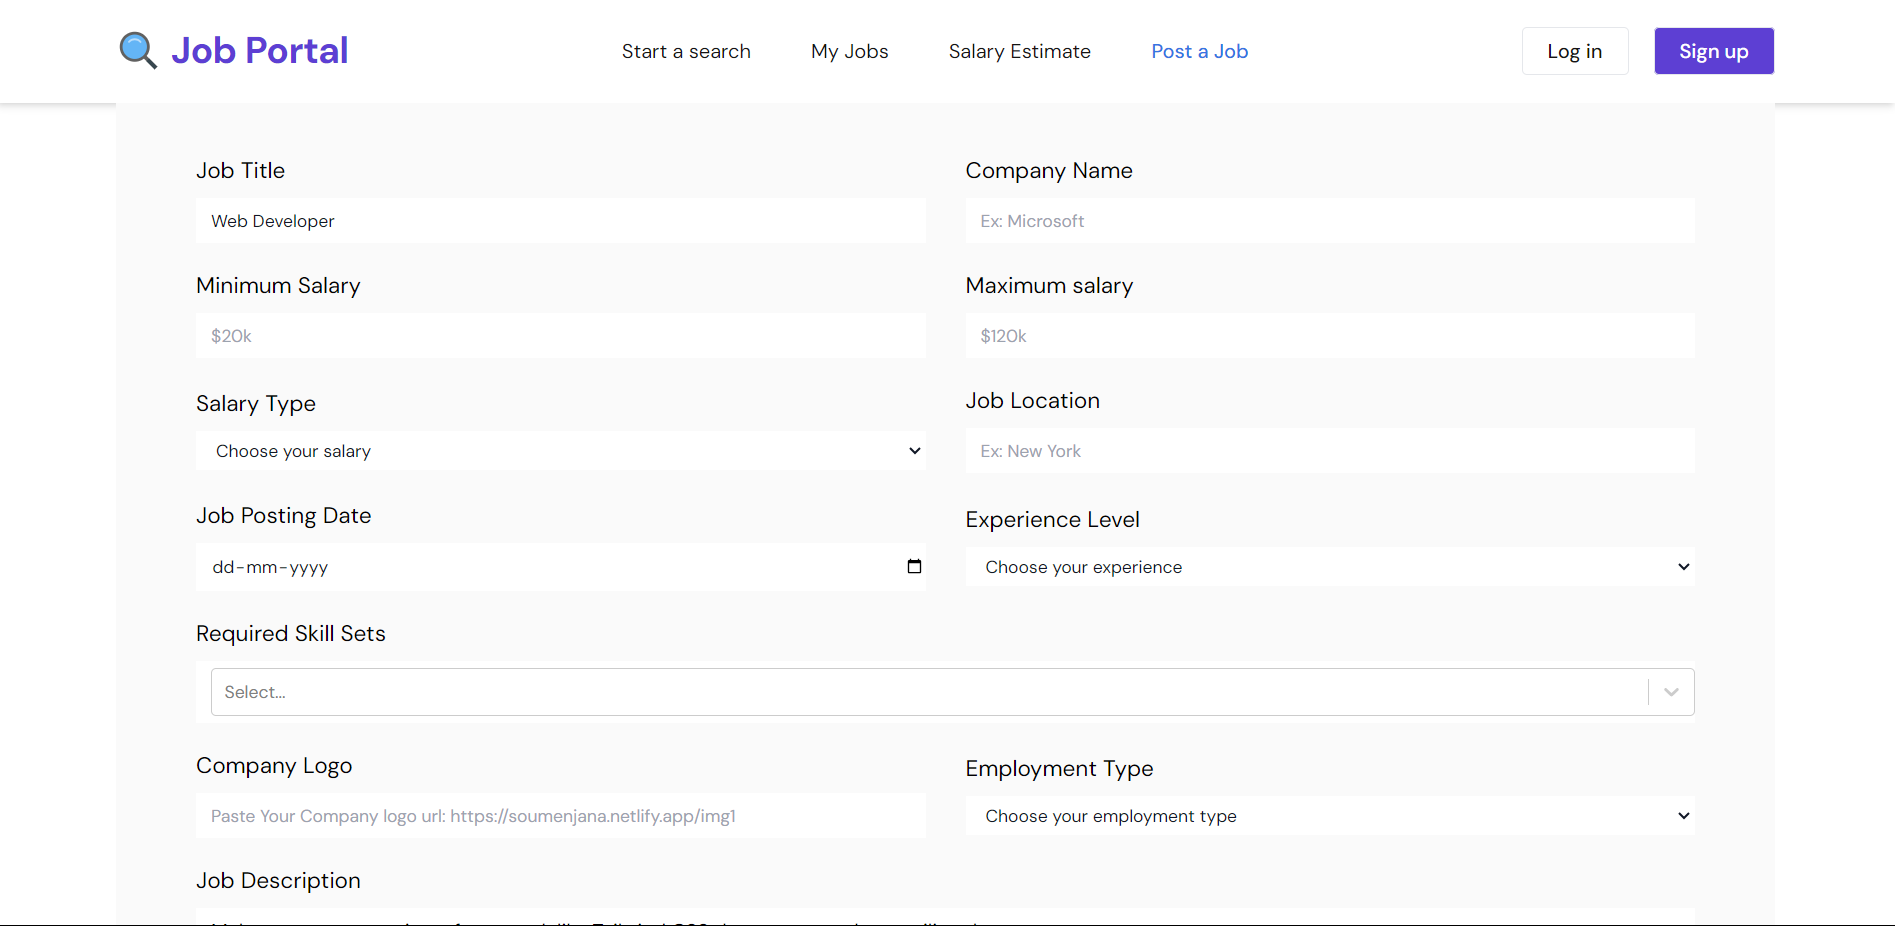 Job Portal
Start a search
My Jobs
Salary Estimate
Post a Job
Log in
Sign up
Job Title
Company Name
Web Developer
Ex: Microsoft
Minimum Salary
Maximum salary
$20k
$120k
Salary Type
Job Location
Choose your salary
Ex: New York
Job Posting Date
Experience Level
dd-mm-yyyy
Choose your experience
Required Skill Sets
Select...
Company Logo
Employment Type
Paste Your Company logo url: https://soumenjana.netlify.app/img1
Choose your employment type
Job Description